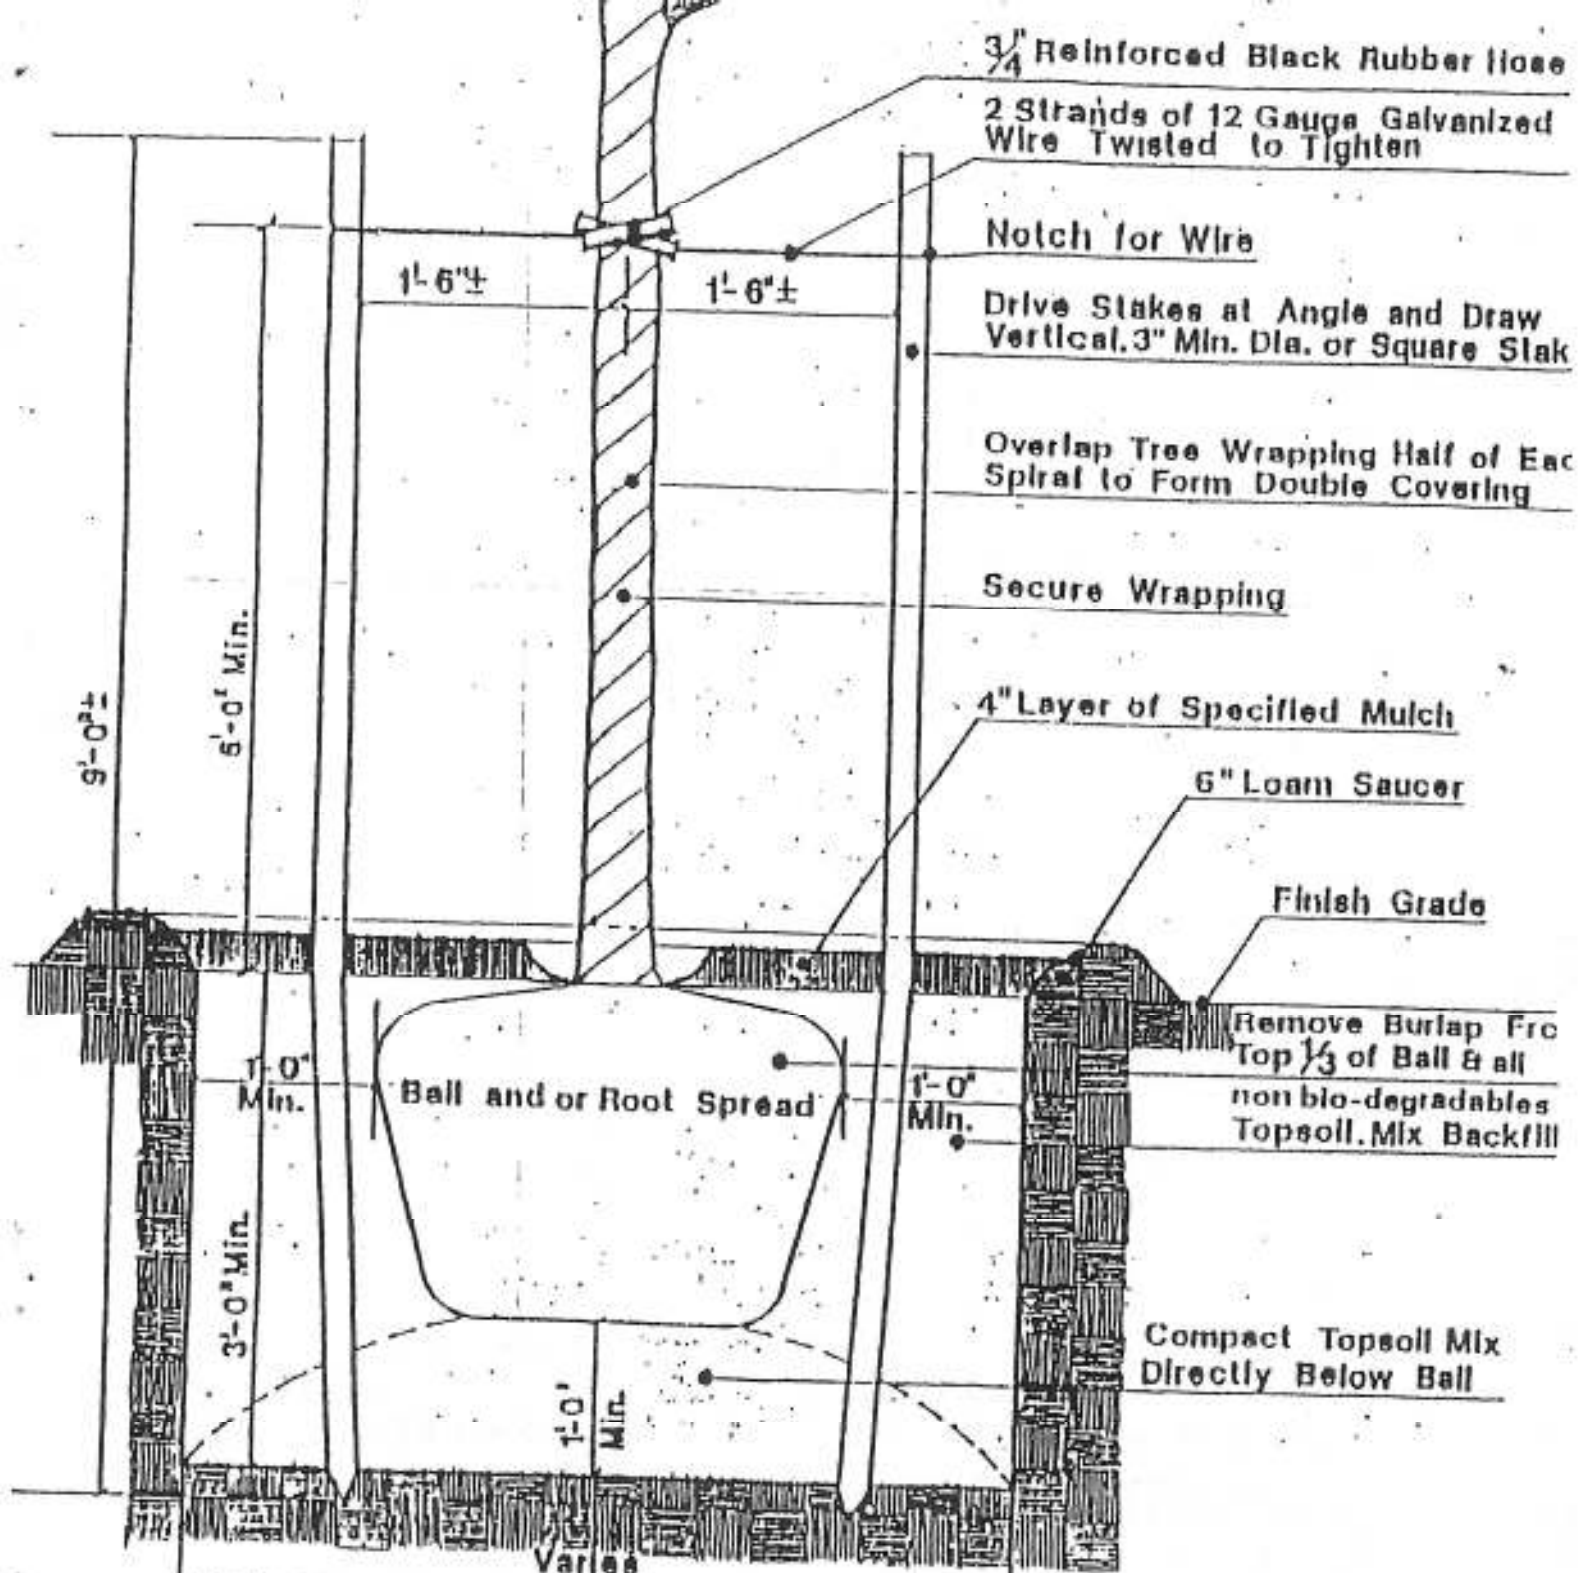 3/4" Reinforced Black Rubber Hose
2 Strands of 12 Gauge Galvanized
Wire Twisted to Tighten
Notch for Wire
1'-6"± 1'-6"±
Drive Stakes at Angle and Draw
Vertical. 3" Min. Dia. or Square Stak
Overlap Tree Wrapping Half of Eac
Spiral to Form Double Covering
Secure Wrapping
4" Layer of Specified Mulch
6" Loam Saucer
Finish Grade
Min.
Remove Burlap Fro
Top 1/3 of Ball & all
non bio-degradables
Topsoil. Mix Backfill
1'-0"
Min.
Ball and or Root Spread
1'-0"
Min.
3'-0" Min.
Compact Topsoil Mix
Directly Below Ball
1'-0"
Min.
Varies